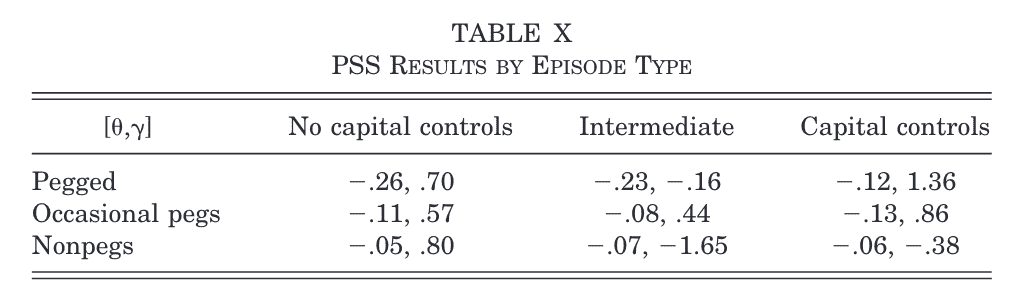 TABLE X
PSS Results by Episode Type
[θ,γ] No capital controls Intermediate Capital controls
Pegged −.26, .70 −.23, −.16 −.12, 1.36
Occasional pegs −.11, .57 −.08, .44 −.13, .86
Nonpegs −.05, .80 −.07, −1.65 −.06, −.38